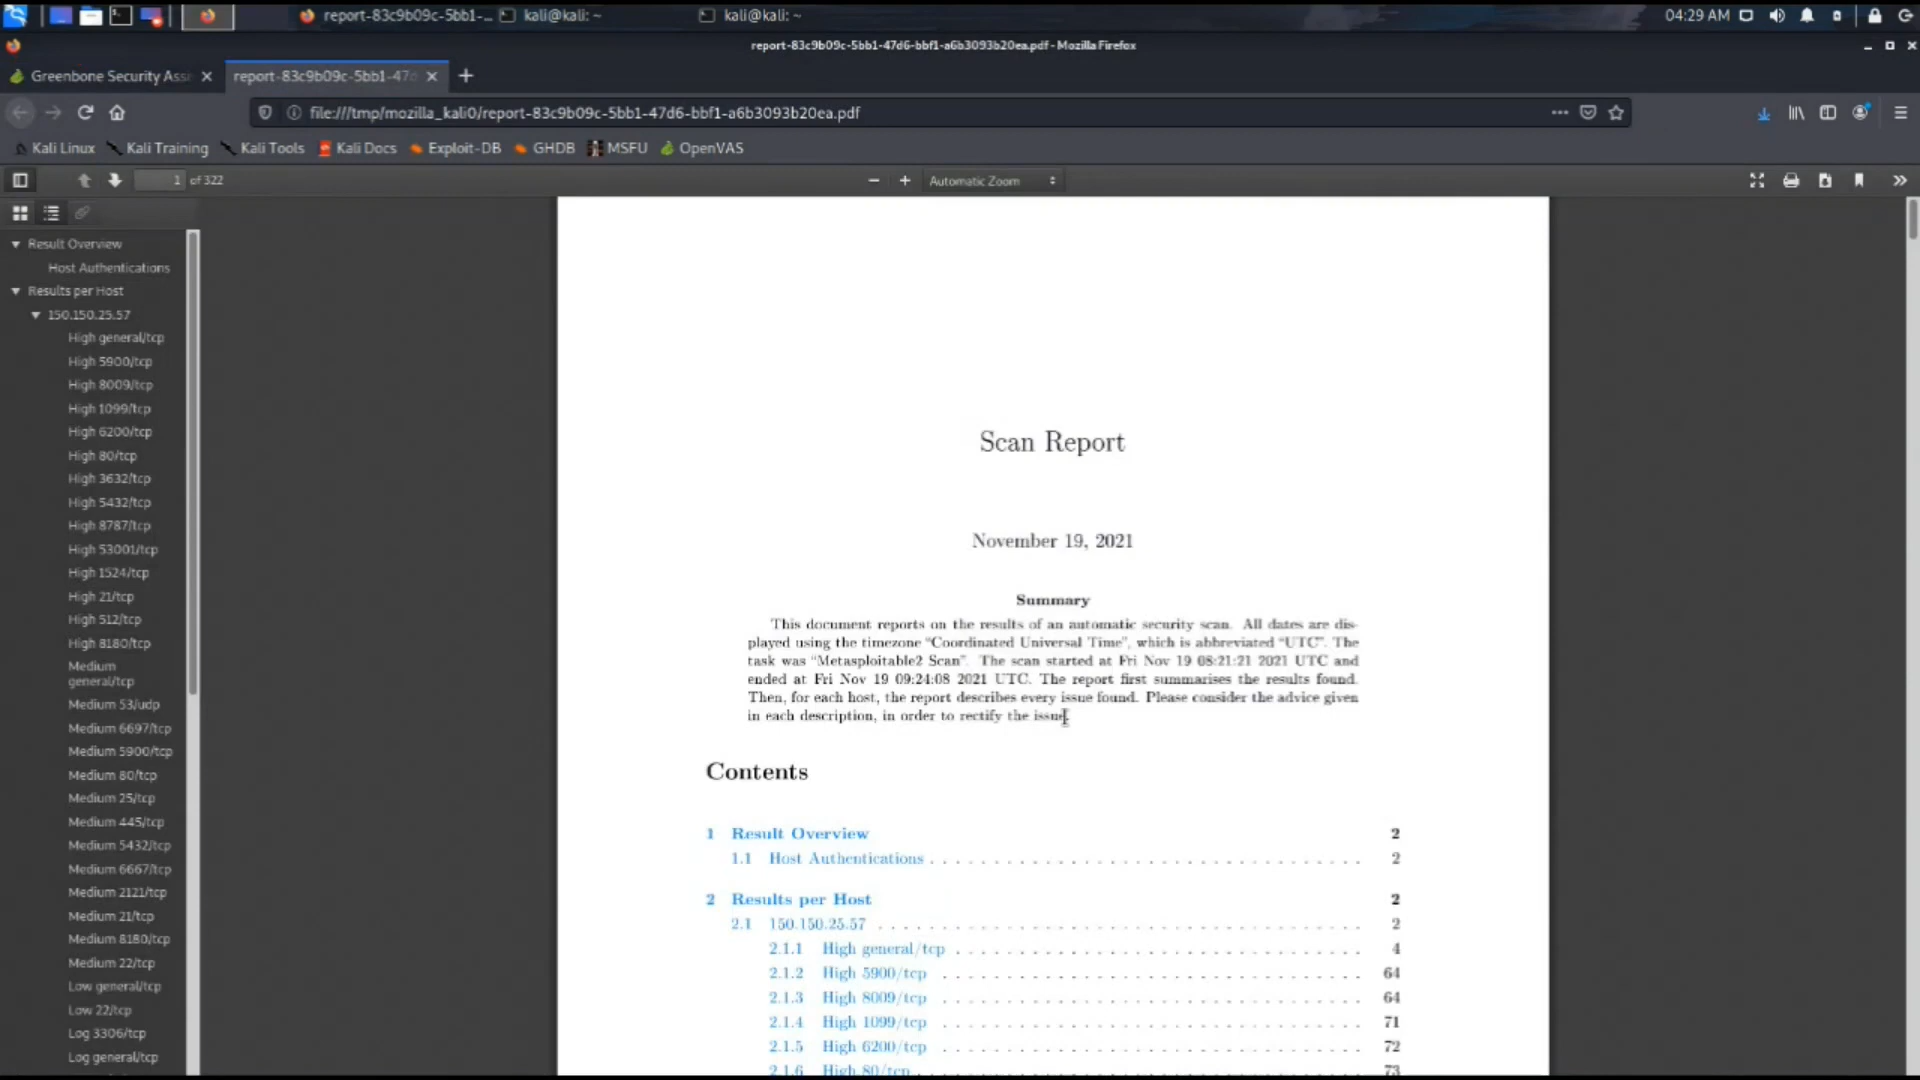 report-83c9b09c-5bb1-...
kali@kali: ~
kali@kali: ~
04:29 AM
report-83c9b09c-5bb1-47d6-bbf1-a6b3093b20ea.pdf - Mozilla Firefox
Greenbone Security Assi
report-83c9b09c-5bb1-47d
file:///tmp/mozilla_kali0/report-83c9b09c-5bb1-47d6-bbf1-a6b3093b20ea.pdf
Kali Linux
Kali Training
Kali Tools
Kali Docs
Exploit-DB
GHDB
MSFU
OpenVAS
1 of 322
Automatic Zoom
Result Overview
Host Authentications
Results per Host
150.150.25.57
High general/tcp
High 5900/tcp
High 8009/tcp
High 1099/tcp
High 6200/tcp
High 80/tcp
High 3632/tcp
High 5432/tcp
High 8787/tcp
High 53001/tcp
High 1524/tcp
High 21/tcp
High 512/tcp
High 8180/tcp
Medium
general/tcp
Medium 53/udp
Medium 6697/tcp
Medium 5900/tcp
Medium 80/tcp
Medium 25/tcp
Medium 445/tcp
Medium 5432/tcp
Medium 6667/tcp
Medium 2121/tcp
Medium 21/tcp
Medium 8180/tcp
Medium 22/tcp
Low general/tcp
Low 22/tcp
Log 3306/tcp
Log general/tcp
Scan Report
November 19, 2021
Summary
This document reports on the results of an automatic security scan. All dates are dis-
played using the timezone “Coordinated Universal Time”, which is abbreviated “UTC”. The
task was “Metasploitable2 Scan”. The scan started at Fri Nov 19 08:21:21 2021 UTC and
ended at Fri Nov 19 09:24:08 2021 UTC. The report first summarises the results found.
Then, for each host, the report describes every issue found. Please consider the advice given
in each description, in order to rectify the issue.
Contents
1 Result Overview 2
1.1 Host Authentications . . . . . . . . . . . . . . . . . . . . . . . . . . . . . 2
2 Results per Host 2
2.1 150.150.25.57 . . . . . . . . . . . . . . . . . . . . . . . . . . . . . . . . 2
2.1.1 High general/tcp . . . . . . . . . . . . . . . . . . . . . . . . . . . . 4
2.1.2 High 5900/tcp . . . . . . . . . . . . . . . . . . . . . . . . . . . . 64
2.1.3 High 8009/tcp . . . . . . . . . . . . . . . . . . . . . . . . . . . . 64
2.1.4 High 1099/tcp . . . . . . . . . . . . . . . . . . . . . . . . . . . . 71
2.1.5 High 6200/tcp . . . . . . . . . . . . . . . . . . . . . . . . . . . . 72
2.1.6 High 80/tcp . . . . . . . . . . . . . . . . . . . . . . . . . . . . . 73